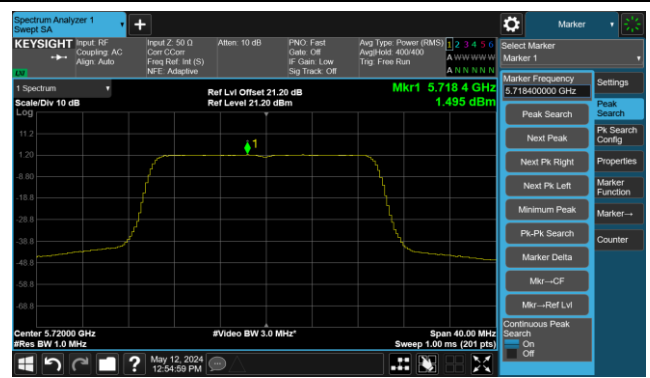 Spectrum Analyzer 1
Swept SA
Marker
KEYSIGHT
Input: RF
Coupling: AC
Align: Auto
Input Z: 50 Ω
Corr CCorr
Freq Ref: Int (S)
NFE: Adaptive
Atten: 10 dB
PNO: Fast
Gate: Off
IF Gain: Low
Sig Track: Off
Avg Type: Power (RMS)
Avg|Hold: 400/400
Trig: Free Run
1 2 3 4 5 6
A W W W W W
A N N N N N
Select Marker
Marker 1
1 Spectrum
Scale/Div 10 dB
Log
Ref Lvl Offset 21.20 dB
Ref Level 21.20 dBm
Mkr1 5.718 4 GHz
1.495 dBm
11.2
1.20
-8.80
-18.8
-28.8
-38.8
-48.8
-58.8
-68.8
1
Center 5.72000 GHz
#Res BW 1.0 MHz
#Video BW 3.0 MHz*
Span 40.00 MHz
Sweep 1.00 ms (201 pts)
Marker Frequency
5.718400000 GHz
Peak Search
Next Peak
Next Pk Right
Next Pk Left
Minimum Peak
Pk-Pk Search
Marker Delta
Mkr→CF
Mkr→Ref Lvl
Continuous Peak
Search
On
Off
Settings
Peak
Search
Pk Search
Config
Properties
Marker
Function
Marker→
Counter
May 12, 2024
12:54:59 PM